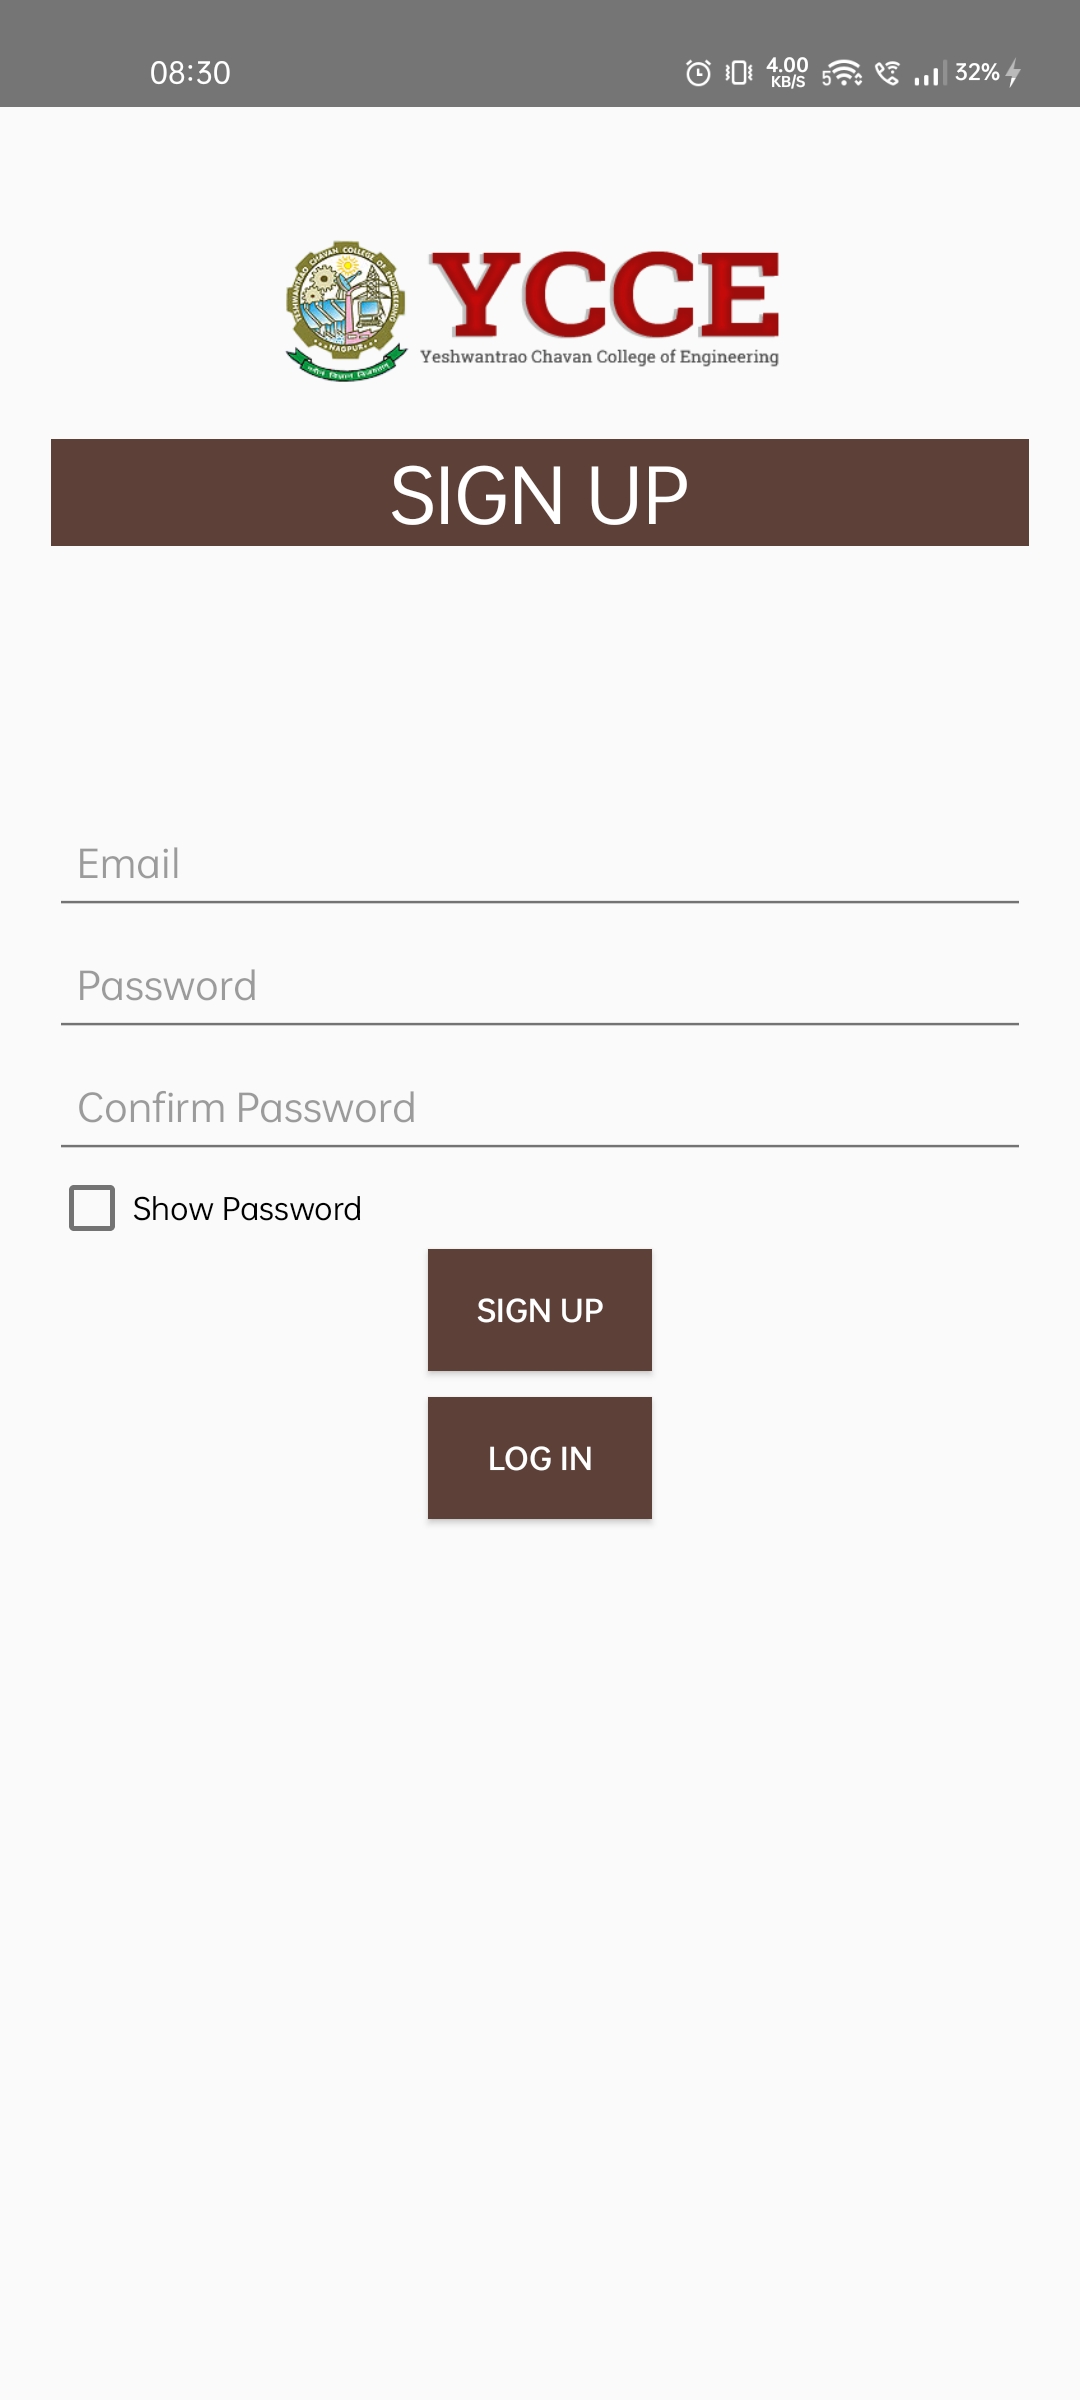 08:30
4.00
KB/S
5
32%
YESHWANTRAO CHAVAN COLLEGE OF ENGINEERING
NAGPUR
YCCE
Yeshwantrao Chavan College of Engineering
SIGN UP
Email
Password
Confirm Password
Show Password
SIGN UP
LOG IN